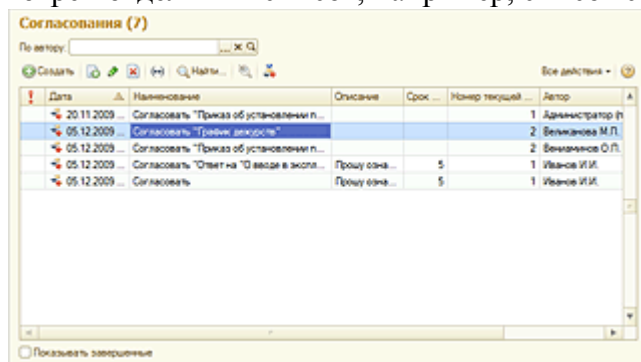 Согласования (7)
По автору:
Создать Найти... Все действия
Дата Наименование Описание Срок ... Номер текущей ... Автор
20.11.2009 ... Согласовать "Приказ об установлении п... 1 Администратор (п
05.12.2009 ... Согласовать "График дежурств" 2 Великанова М.П.
05.12.2009 ... Согласовать "Приказ об установлении п... 2 Вениаминов О.П.
05.12.2009 ... Согласовать "Ответ на "О вводе в экспл... Прошу озна... 5 1 Иванов И.И.
05.12.2009 ... Согласовать Прошу озна... 5 1 Иванов И.И.
Показывать завершенные